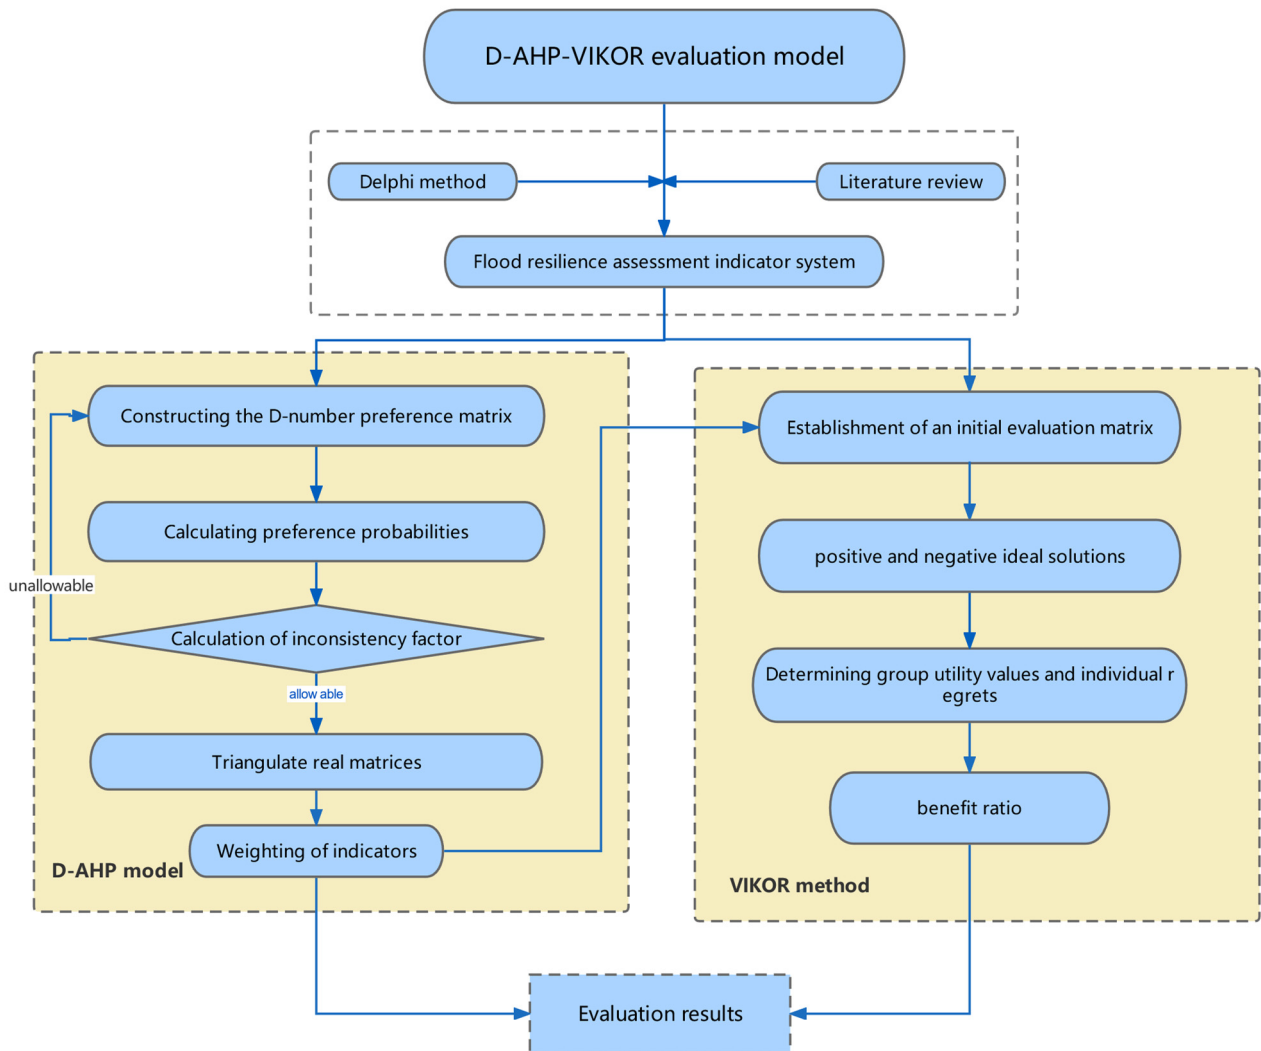 D-AHP-VIKOR evaluation model
Delphi method
Literature review
Flood resilience assessment indicator system
Constructing the D-number preference matrix
Calculating preference probabilities
unallowable
Calculation of inconsistency factor
allow able
Triangulate real matrices
Weighting of indicators
D-AHP model
Establishment of an initial evaluation matrix
positive and negative ideal solutions
Determining group utility values and individual r
egrets
benefit ratio
VIKOR method
Evaluation results